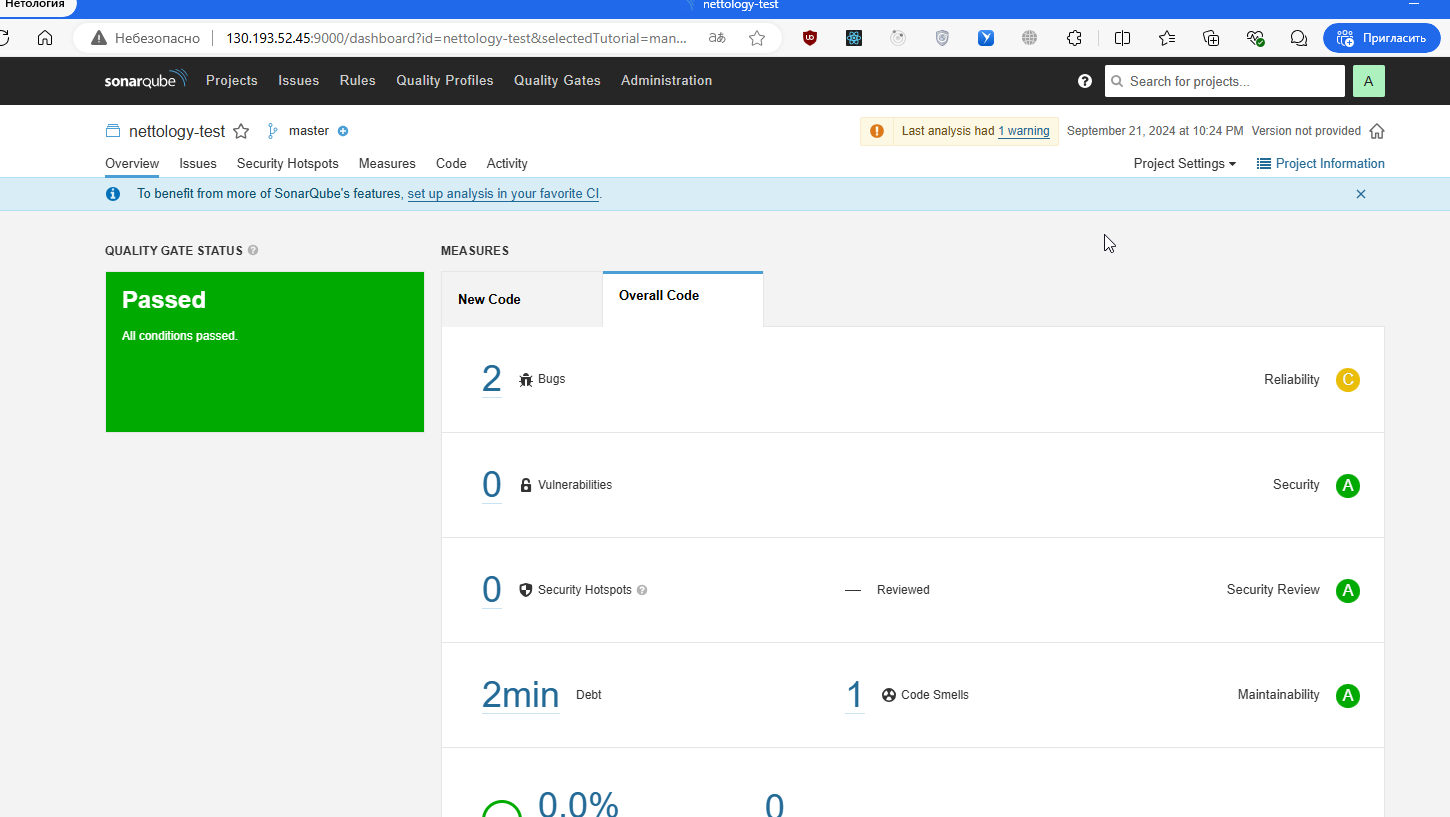 Нетология
nettology-test
Небезопасно 130.193.52.45:9000/dashboard?id=nettology-test&selectedTutorial=man... Пригласить
sonarqube Projects Issues Rules Quality Profiles Quality Gates Administration ? Search for projects... A
nettology-test master Last analysis had 1 warning September 21, 2024 at 10:24 PM Version not provided
Overview Issues Security Hotspots Measures Code Activity Project Settings Project Information
To benefit from more of SonarQube's features, set up analysis in your favorite CI.
QUALITY GATE STATUS ? MEASURES
Passed
All conditions passed.
New Code Overall Code
2 Bugs Reliability C
0 Vulnerabilities Security A
0 Security Hotspots ? — Reviewed Security Review A
2min Debt 1 Code Smells Maintainability A
0.0% 0